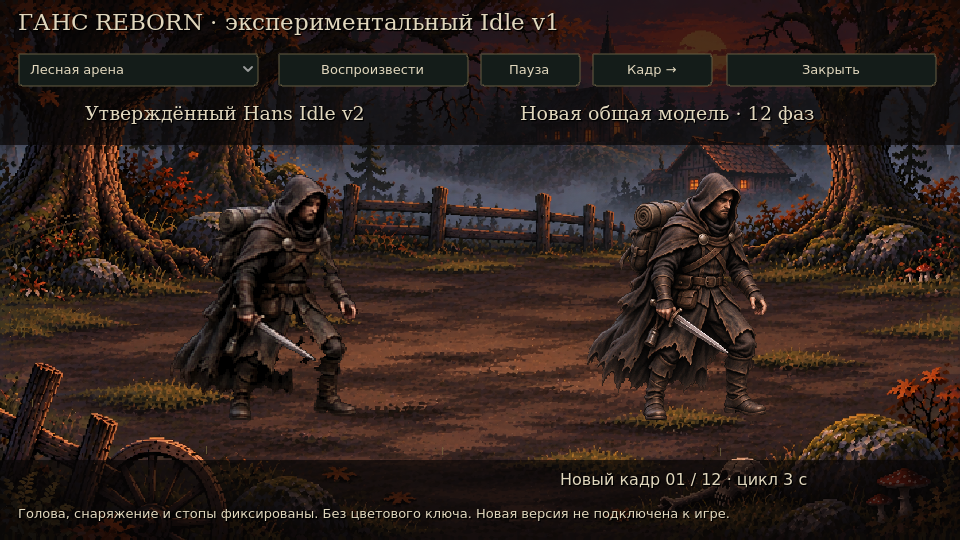 ГАНС REBORN · экспериментальный Idle v1
Лесная арена
Воспроизвести
Пауза
Кадр →
Закрыть
Утверждённый Hans Idle v2
Новая общая модель · 12 фаз
Новый кадр 01 / 12 · цикл 3 с
Голова, снаряжение и стопы фиксированы. Без цветового ключа. Новая версия не подключена к игре.